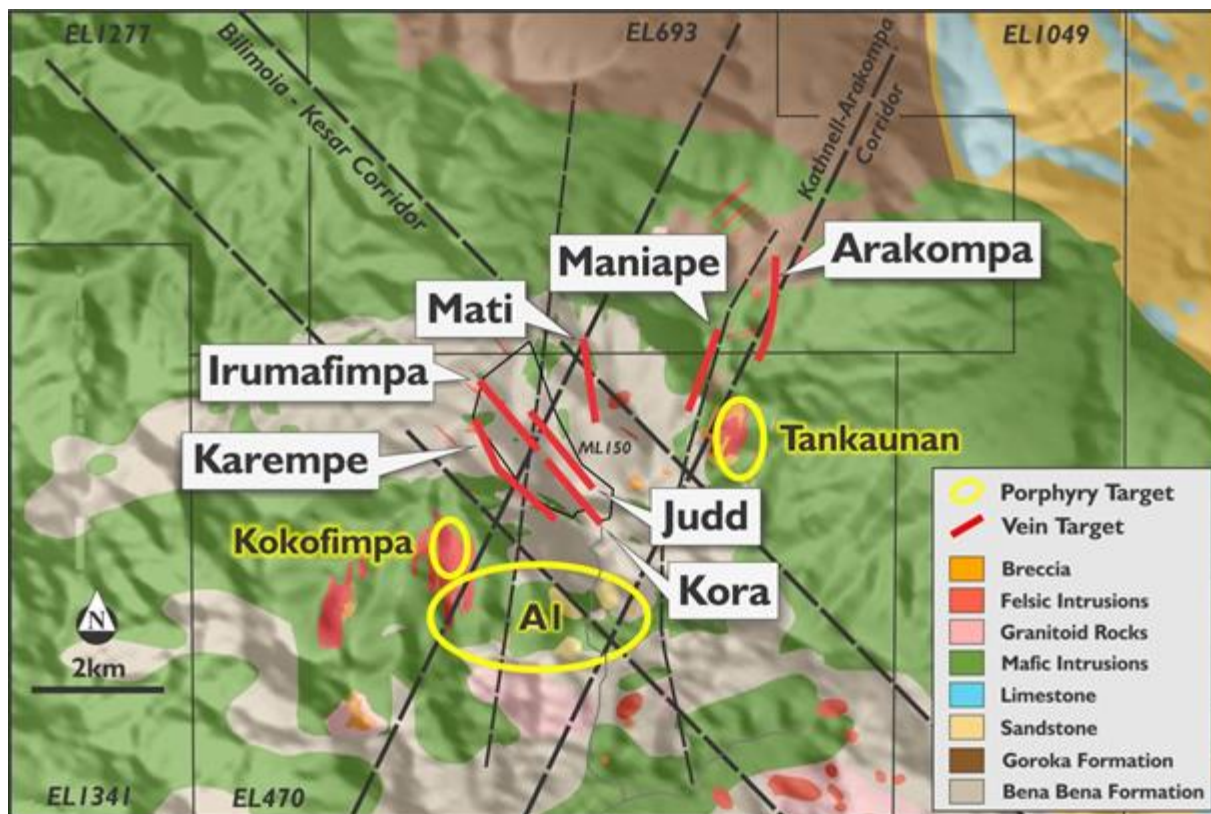 EL1277
EL693
EL1049
Bilimoia - Kesar Corridor
Kathnell-Arakompa
Corridor
Arakompa
Maniape
Mati
Irumafimpa
Karempe
ML150
Tankaunan
Judd
Kora
Kokofimpa
A1
N
2km
EL1341
EL470
Porphyry Target
Vein Target
Breccia
Felsic Intrusions
Granitoid Rocks
Mafic Intrusions
Limestone
Sandstone
Goroka Formation
Bena Bena Formation